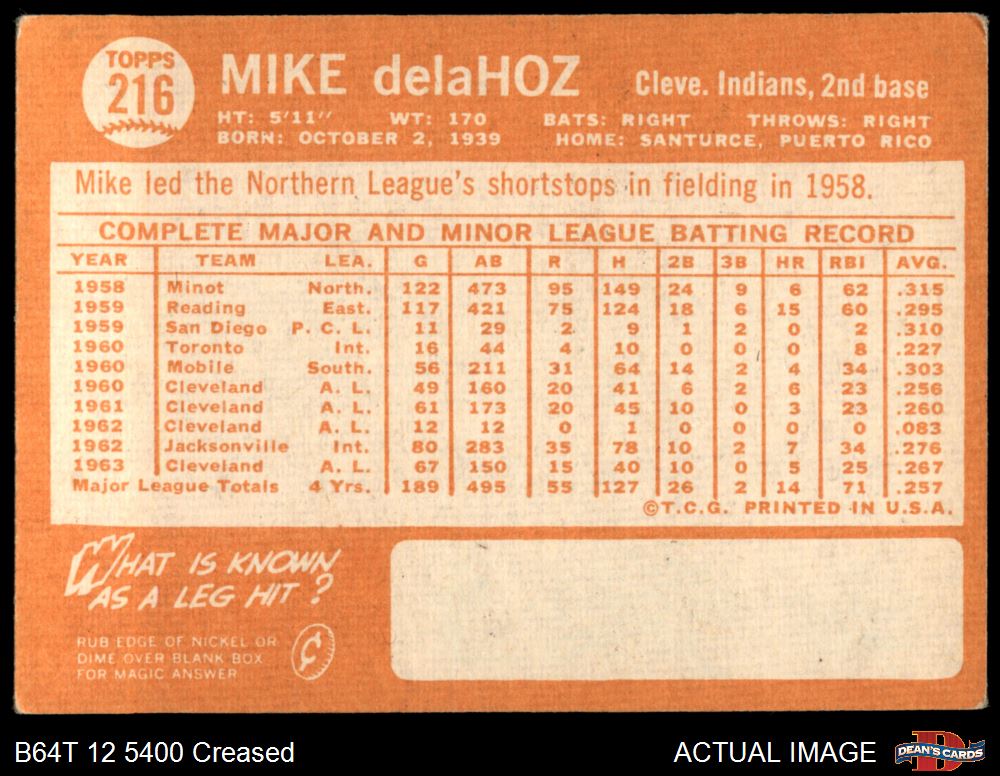 TOPPS
216
MIKE delaHOZ Cleve. Indians, 2nd base
HT: 5'11" WT: 170 BATS: RIGHT THROWS: RIGHT
BORN: OCTOBER 2, 1939 HOME: SANTURCE, PUERTO RICO
Mike led the Northern League's shortstops in fielding in 1958.
COMPLETE MAJOR AND MINOR LEAGUE BATTING RECORD
YEAR TEAM LEA. G AB R H 2B 3B HR RBI AVG.
1958 Minot North. 122 473 95 149 24 9 6 62 .315
1959 Reading East. 117 421 75 124 18 6 15 60 .295
1959 San Diego P. C. L. 11 29 2 9 1 2 0 2 .310
1960 Toronto Int. 16 44 4 10 0 0 0 8 .227
1960 Mobile South. 56 211 31 64 14 2 4 34 .303
1960 Cleveland A. L. 49 160 20 41 6 2 6 23 .256
1961 Cleveland A. L. 61 173 20 45 10 0 3 23 .260
1962 Cleveland A. L. 12 12 0 1 0 0 0 0 .083
1962 Jacksonville Int. 80 283 35 78 10 2 7 34 .276
1963 Cleveland A. L. 67 150 15 40 10 0 5 25 .267
Major League Totals 4 Yrs. 189 495 55 127 26 2 14 71 .257
©T.C.G. PRINTED IN U.S.A.
WHAT IS KNOWN
AS A LEG HIT?
RUB EDGE OF NICKEL OR
DIME OVER BLANK BOX
FOR MAGIC ANSWER
¢
B64T 12 5400 Creased ACTUAL IMAGE DEAN'S CARDS